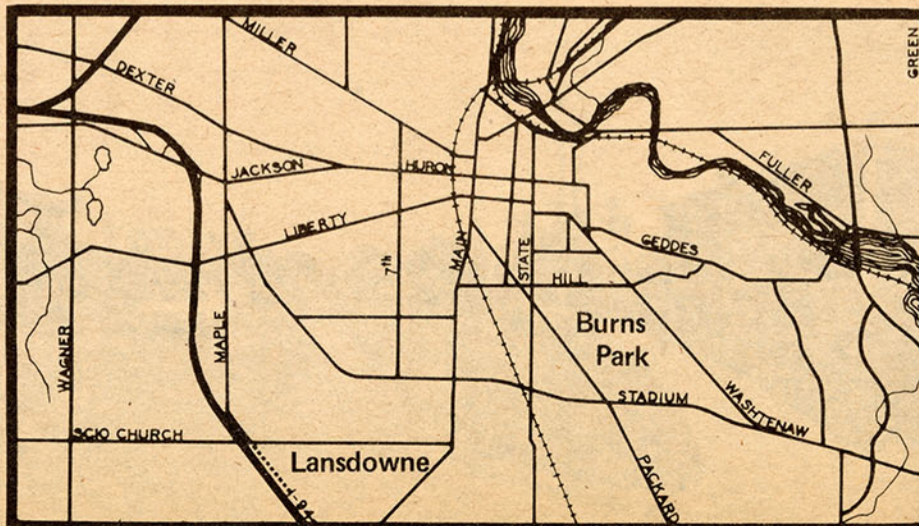 MILLER
GREEN
DEXTER
JACKSON
HURON
FULLER
LIBERTY
7th
MAIN
STATE
GEDDES
HILL
WAGNER
MAPLE
Burns
Park
STADIUM
WASHTENAW
SCIO CHURCH
Lansdowne
PACKARD
I-94